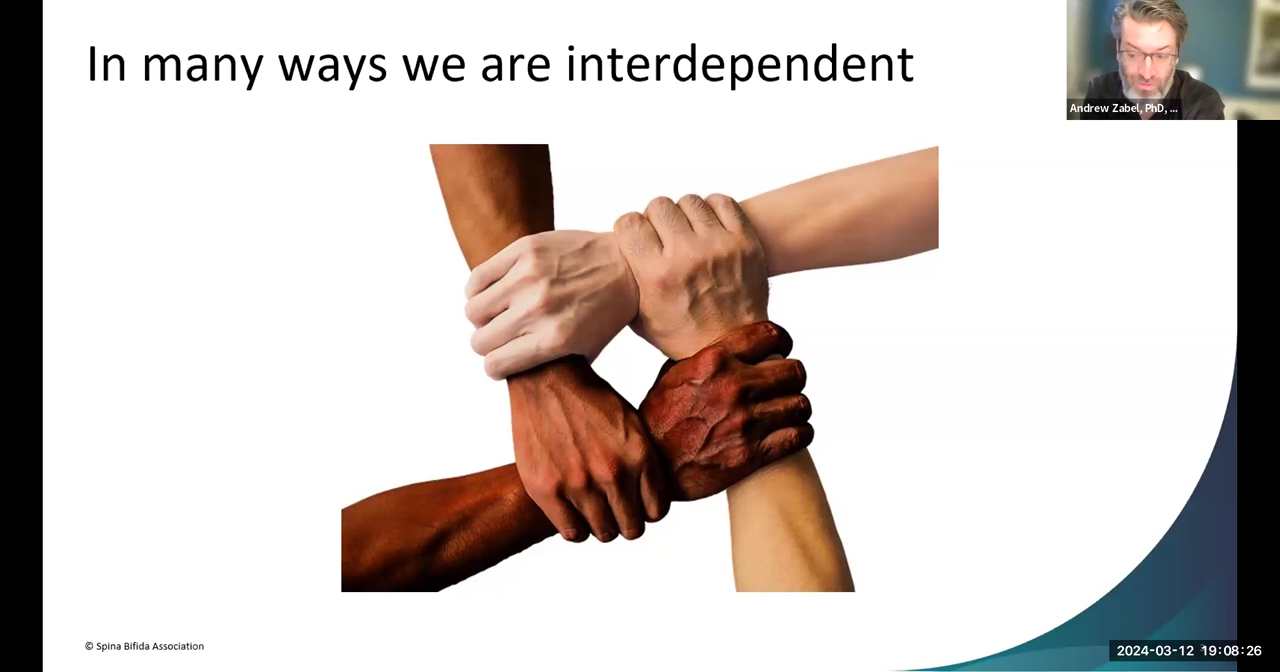 In many ways we are interdependent
Andrew Zabel, PhD, ...
© Spina Bifida Association
2024-03-12 19:08:26